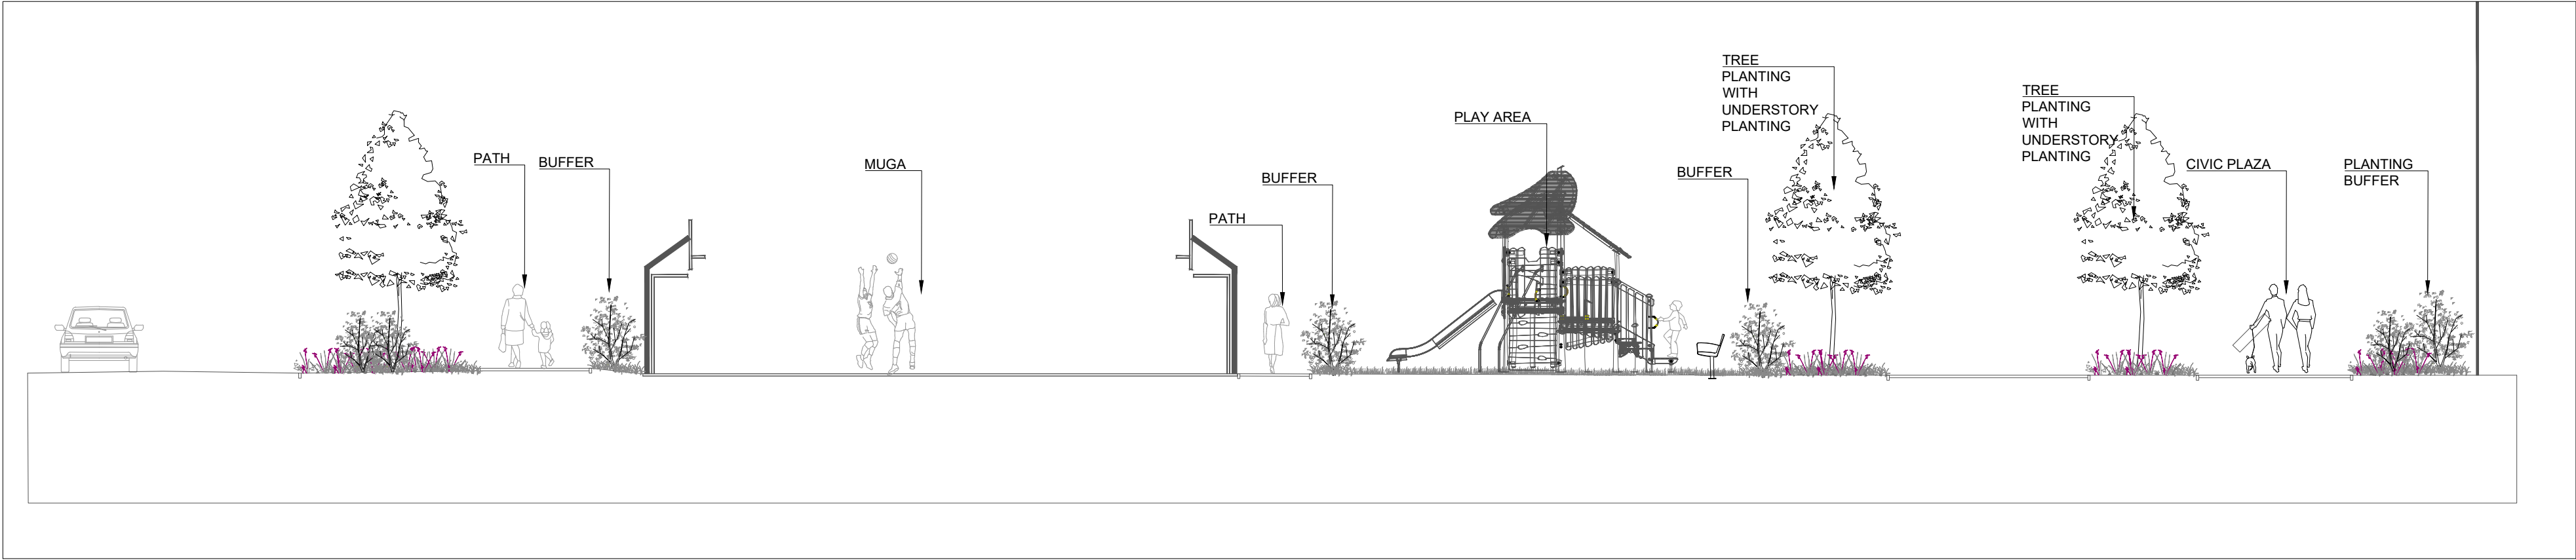 PATH
BUFFER
MUGA
PATH
BUFFER
PLAY AREA
BUFFER
TREE
PLANTING
WITH
UNDERSTORY
PLANTING
TREE
PLANTING
WITH
UNDERSTORY
PLANTING
CIVIC PLAZA
PLANTING
BUFFER